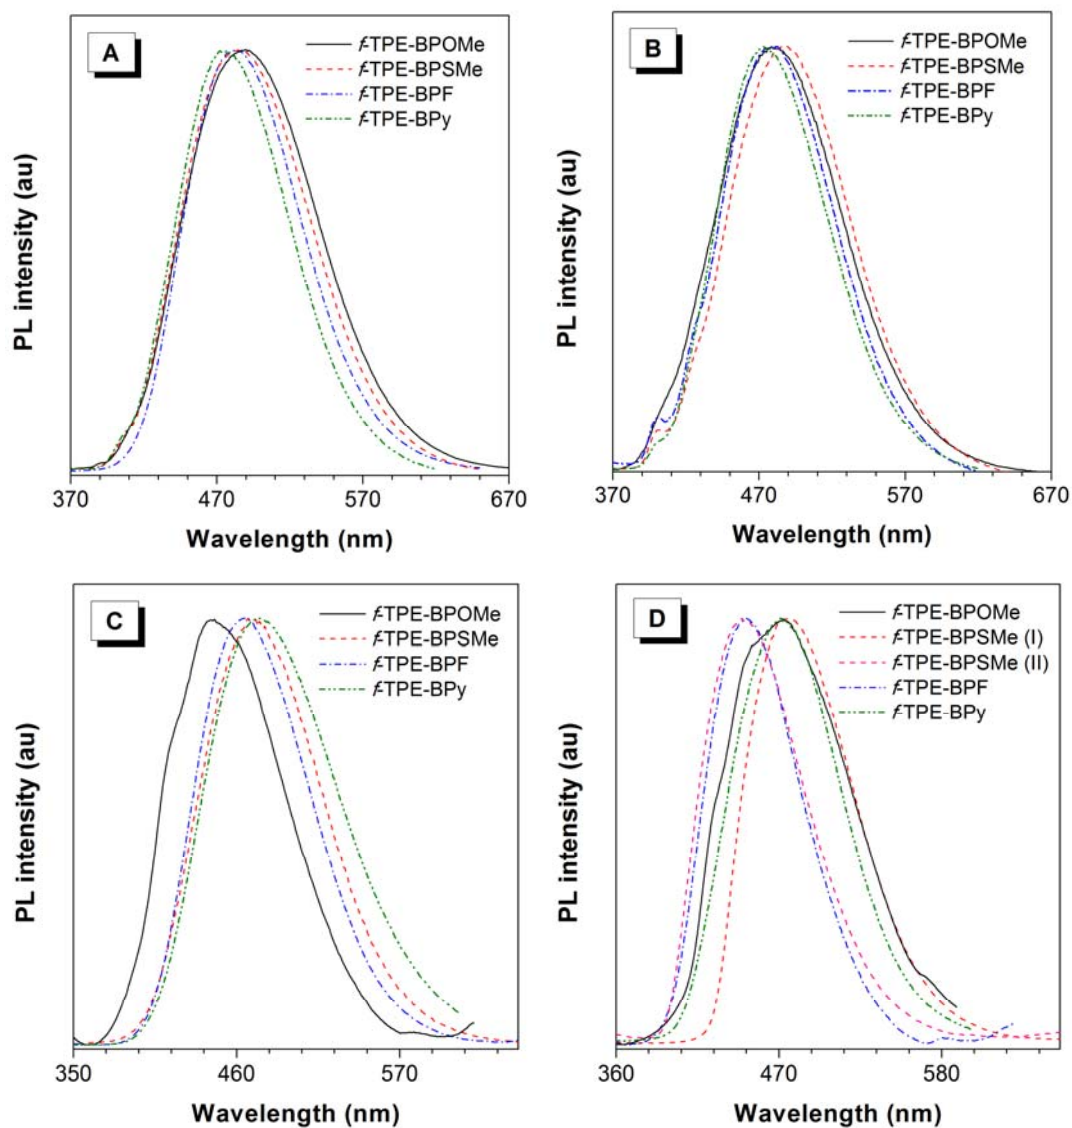 A
f-TPE-BPOMe
f-TPE-BPSMe
f-TPE-BPF
f-TPE-BPy
PL intensity (au)
370 470 570 670
Wavelength (nm)
B
f-TPE-BPOMe
f-TPE-BPSMe
f-TPE-BPF
f-TPE-BPy
PL intensity (au)
370 470 570 670
Wavelength (nm)
C
f-TPE-BPOMe
f-TPE-BPSMe
f-TPE-BPF
f-TPE-BPy
PL intensity (au)
350 460 570
Wavelength (nm)
D
f-TPE-BPOMe
f-TPE-BPSMe (I)
f-TPE-BPSMe (II)
f-TPE-BPF
f-TPE-BPy
PL intensity (au)
360 470 580
Wavelength (nm)